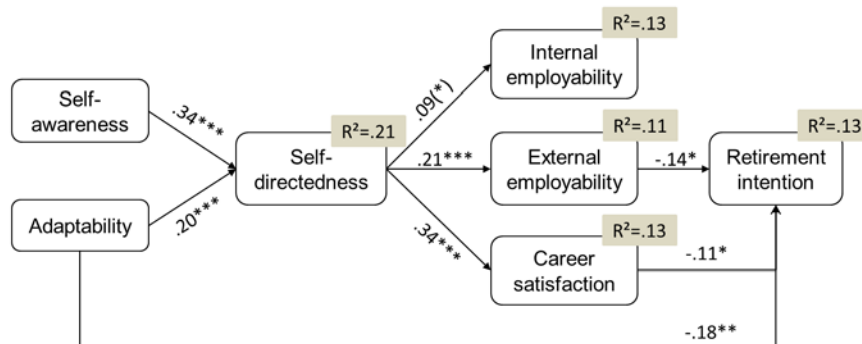 R²=.13
Internal
employability
Self-
awareness
.34***
.09(*)
R²=.21
Self-
directedness
.21***
R²=.11
External
employability
-.14*
R²=.13
Retirement
intention
Adaptability
.20***
.34***
R²=.13
Career
satisfaction
-.11*
-.18**